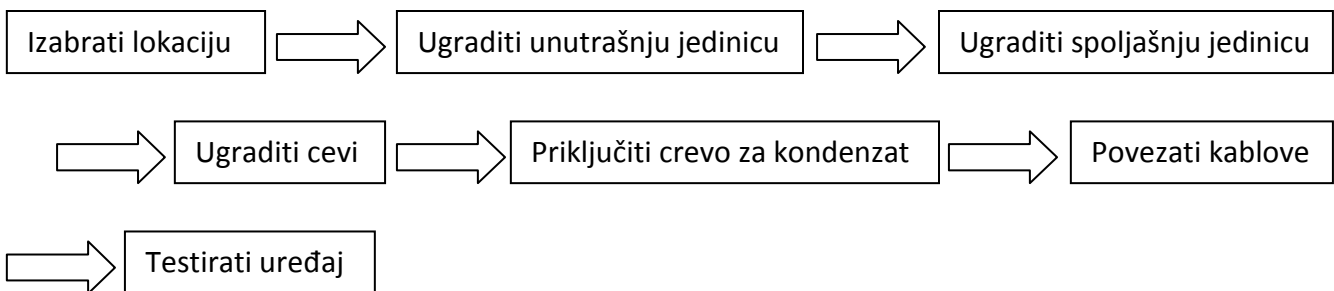 Izabrati lokaciju
Ugraditi unutrašnju jedinicu
Ugraditi spoljašnju jedinicu
Ugraditi cevi
Priključiti crevo za kondenzat
Povezati kablove
Testirati uređaj